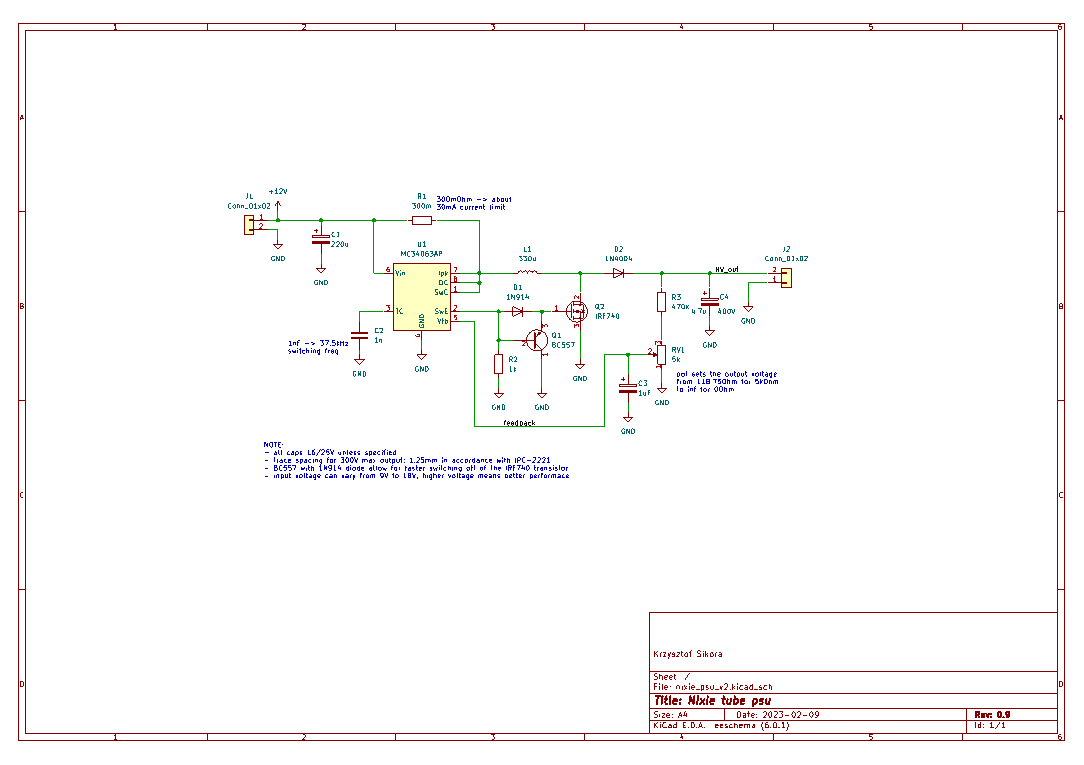 1 2 3 4 5 6
A A
B B
C C
D D
+12V
J1
Conn_01x02
1
2
GND
C1
220u
GND
R1
300m
300mOhm --> about
30mA current limit
U1
MC34063AP
6 Vin
Ipk 7
DC 8
SwC 1
3 TC
SwE 2
Vfb 5
GND
4
GND
C2
1n
GND
1nF --> 37.5kHz
switching freq
L1
330u
D1
1N914
D2
1N4004
Q1
BC557
1
2
3
GND
R2
1k
GND
Q2
IRF740
1
2
3
GND
HV_out
J2
Conn_01x02
2
1
GND
R3
470K
C4
4.7u 400V
GND
RV1
5k
1
2
3
GND
C3
1uF
GND
feedback
pot sets the output voltage
to inf for 0Ohm
NOTE:
- all caps 16/25V unless specified
- trace spacing for 300V max output: 1.25mm in accordance with IPC-2221
- BC557 with 1N914 diode allow for faster switching off of the IRF740 transistor
- input voltage can vary from 9V to 18V, higher voltage means better performace
Krzysztof Sikora
Sheet: /
File: nixie_psu_v2.kicad_sch
Title: Nixie tube psu
Size: A4 Date: 2023-02-09 Rev: 0.9
KiCad E.D.A. eeschema (6.0.1) Id: 1/1
1 2 3 4 5 6